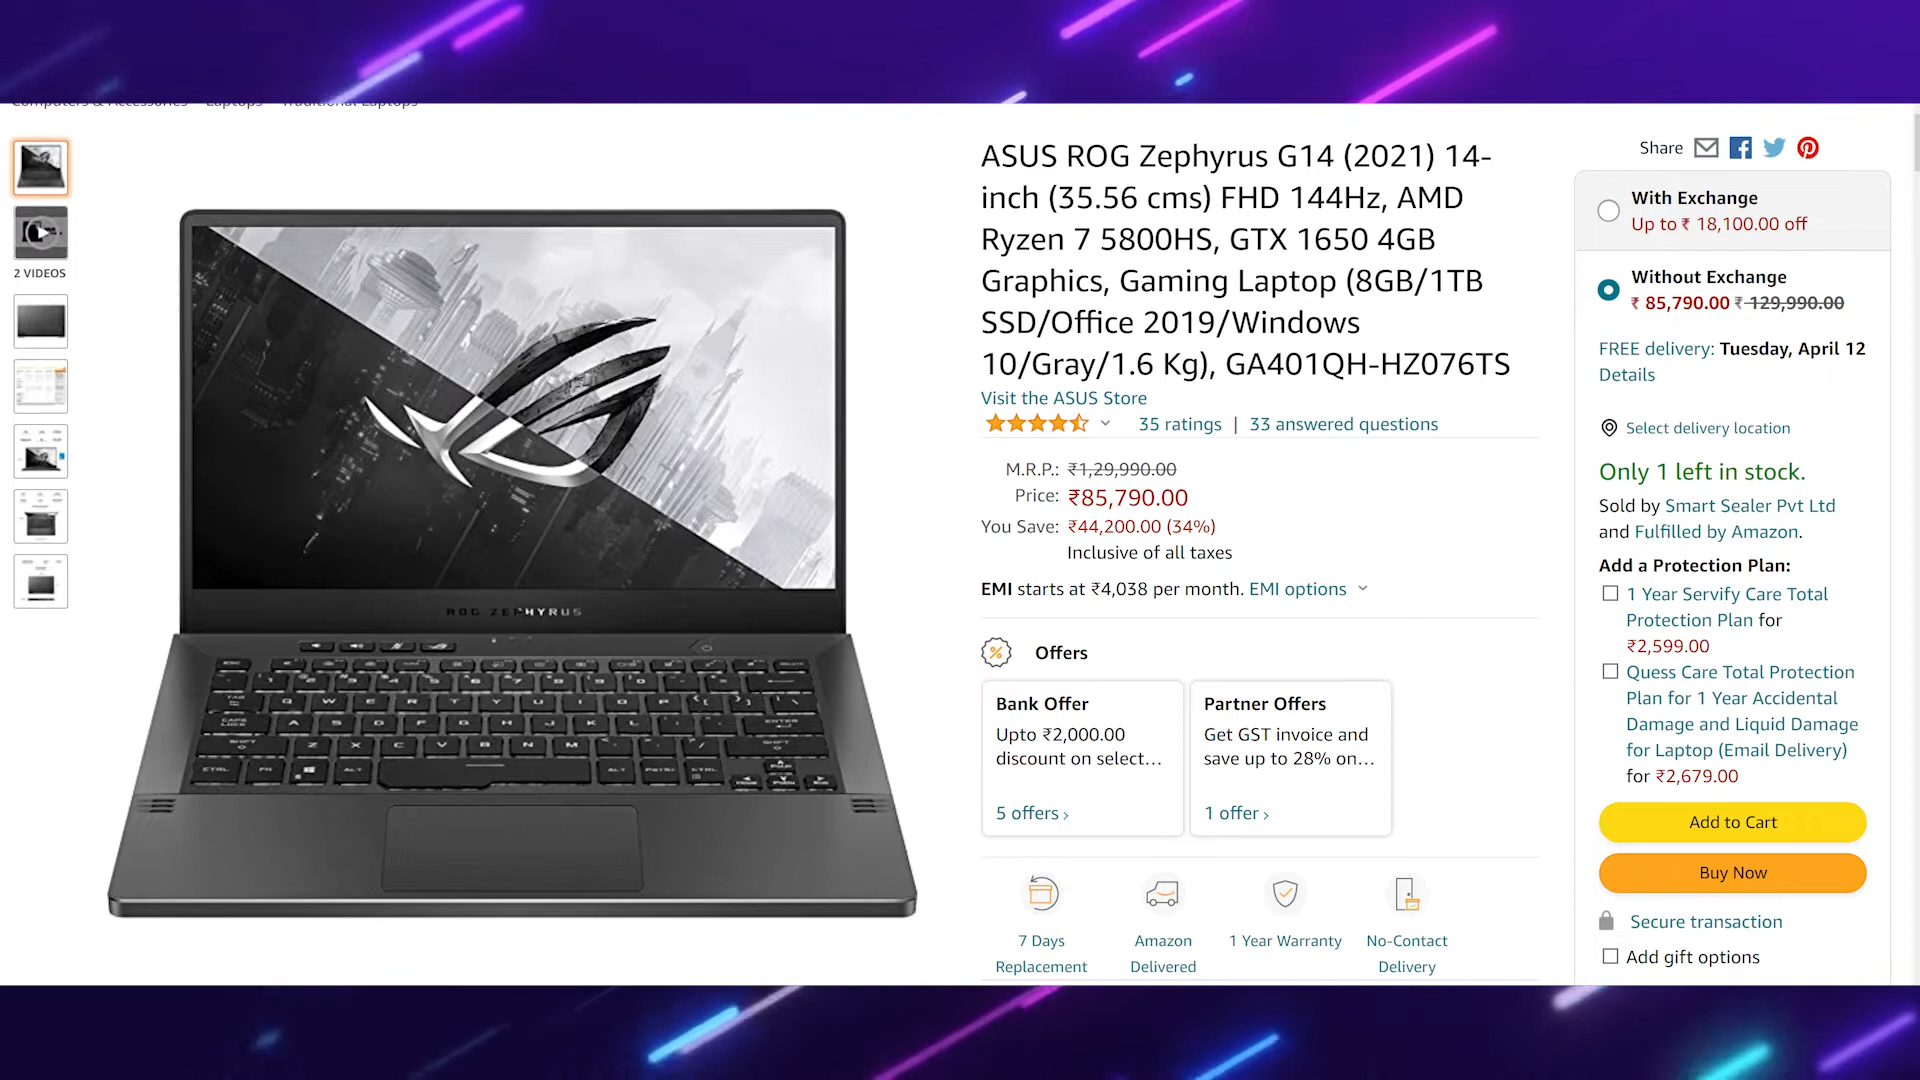 Computers & Accessories Laptops Traditional Laptops
2 VIDEOS
ROG ZEPHYRUS
ASUS ROG Zephyrus G14 (2021) 14-
inch (35.56 cms) FHD 144Hz, AMD
Ryzen 7 5800HS, GTX 1650 4GB
Graphics, Gaming Laptop (8GB/1TB
SSD/Office 2019/Windows
10/Gray/1.6 Kg), GA401QH-HZ076TS
Visit the ASUS Store
35 ratings | 33 answered questions
M.R.P.: ₹1,29,990.00
Price: ₹85,790.00
You Save: ₹44,200.00 (34%)
Inclusive of all taxes
EMI starts at ₹4,038 per month. EMI options
% Offers
Bank Offer
Upto ₹2,000.00
discount on select...
5 offers ›
Partner Offers
Get GST invoice and
save up to 28% on...
1 offer ›
7 Days
Replacement
Amazon
Delivered
1 Year Warranty
No-Contact
Delivery
Share
With Exchange
Up to ₹ 18,100.00 off
Without Exchange
₹ 85,790.00 ₹ 129,990.00
FREE delivery: Tuesday, April 12
Details
Select delivery location
Only 1 left in stock.
Sold by Smart Sealer Pvt Ltd
and Fulfilled by Amazon.
Add a Protection Plan:
1 Year Servify Care Total
Protection Plan for
₹2,599.00
Quess Care Total Protection
Plan for 1 Year Accidental
Damage and Liquid Damage
for Laptop (Email Delivery)
for ₹2,679.00
Add to Cart
Buy Now
Secure transaction
Add gift options